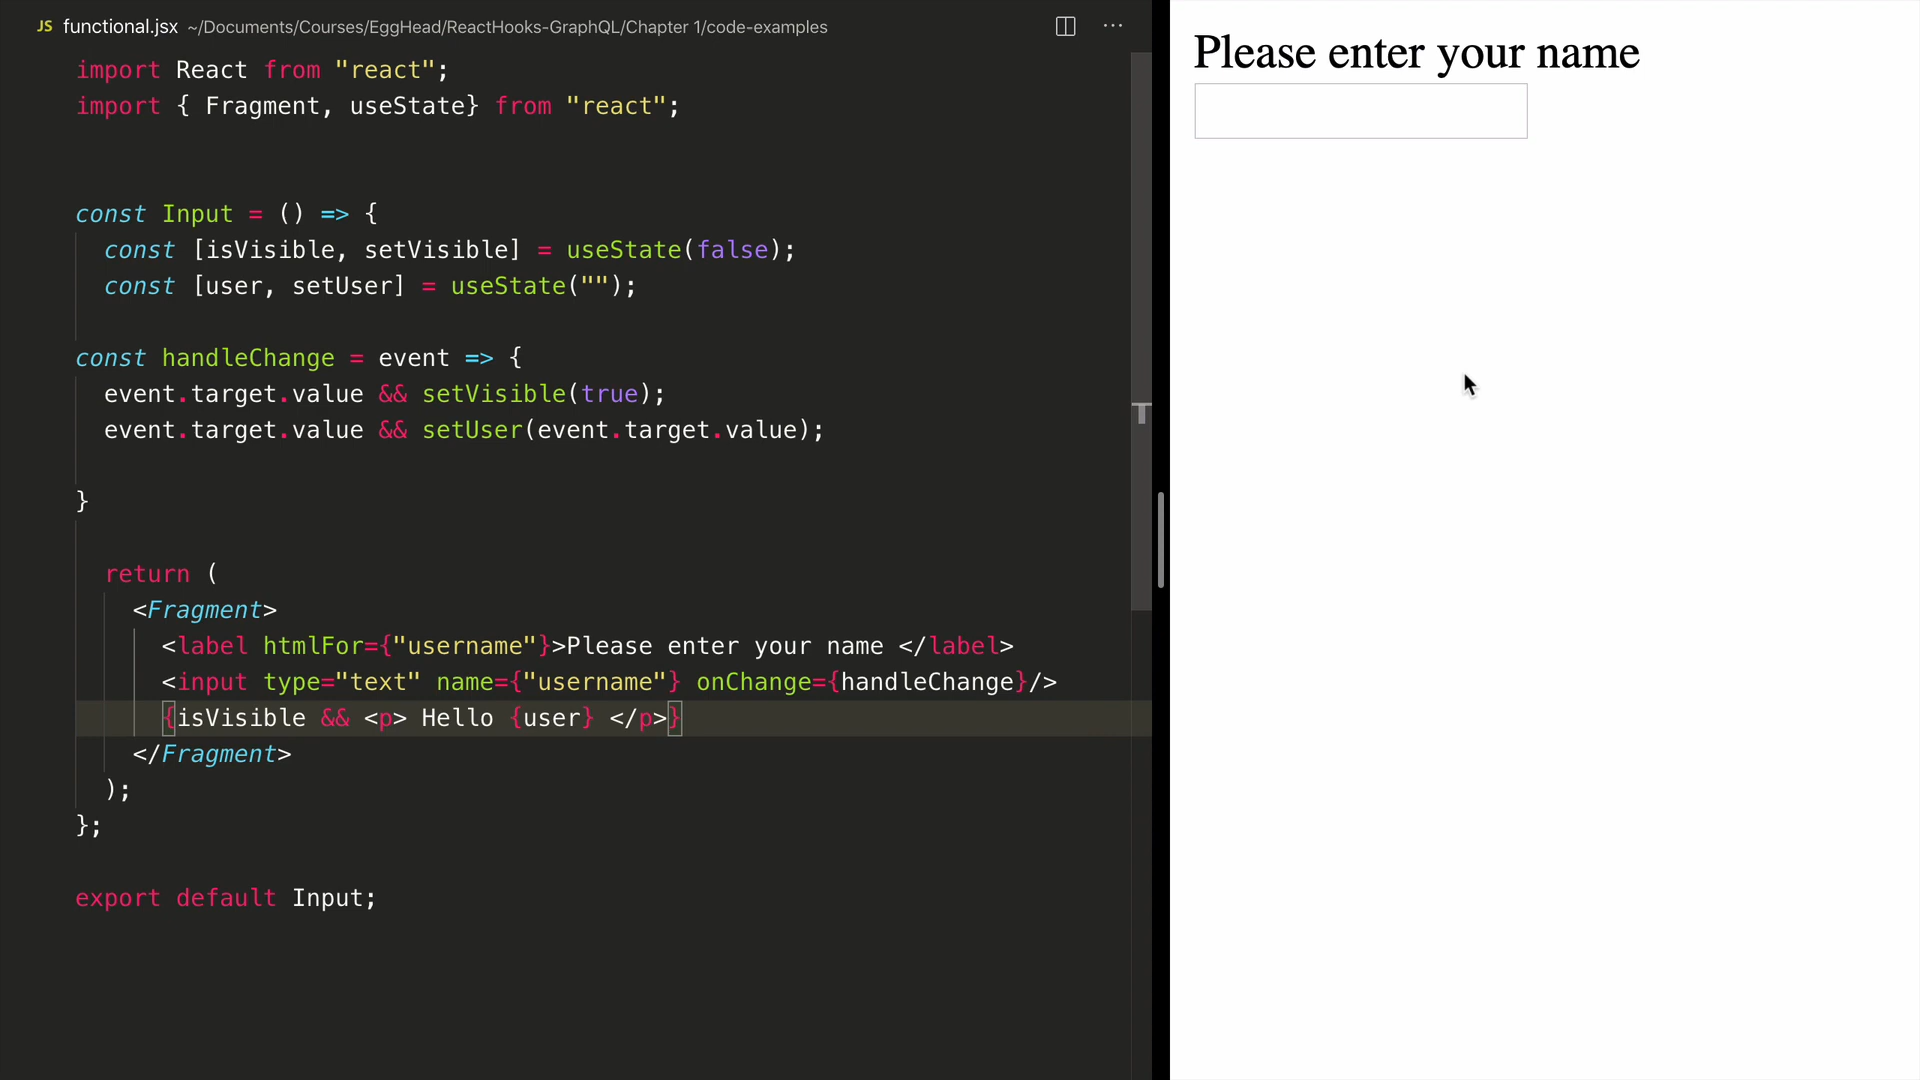 JS functional.jsx ~/Documents/Courses/EggHead/ReactHooks-GraphQL/Chapter 1/code-examples
import React from "react";
import { Fragment, useState} from "react";
const Input = () => {
const [isVisible, setVisible] = useState(false);
const [user, setUser] = useState("");
const handleChange = event => {
event.target.value && setVisible(true);
event.target.value && setUser(event.target.value);
}
return (
<Fragment>
<label htmlFor={"username"}>Please enter your name </label>
<input type="text" name={"username"} onChange={handleChange}/>
{isVisible && <p> Hello {user} </p>}
</Fragment>
);
};
export default Input;
Please enter your name